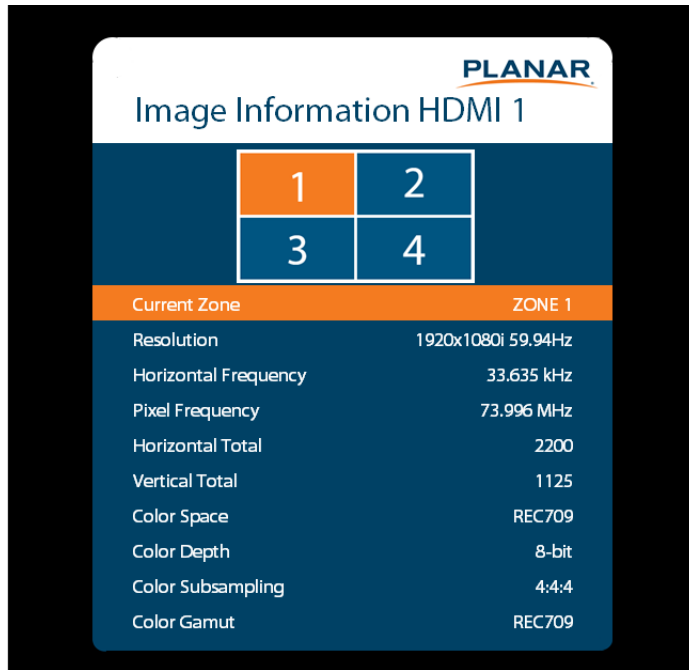 PLANAR
Image Information HDMI 1
1 2
3 4
Current Zone ZONE 1
Resolution 1920x1080i 59.94Hz
Horizontal Frequency 33.635 kHz
Pixel Frequency 73.996 MHz
Horizontal Total 2200
Vertical Total 1125
Color Space REC709
Color Depth 8-bit
Color Subsampling 4:4:4
Color Gamut REC709